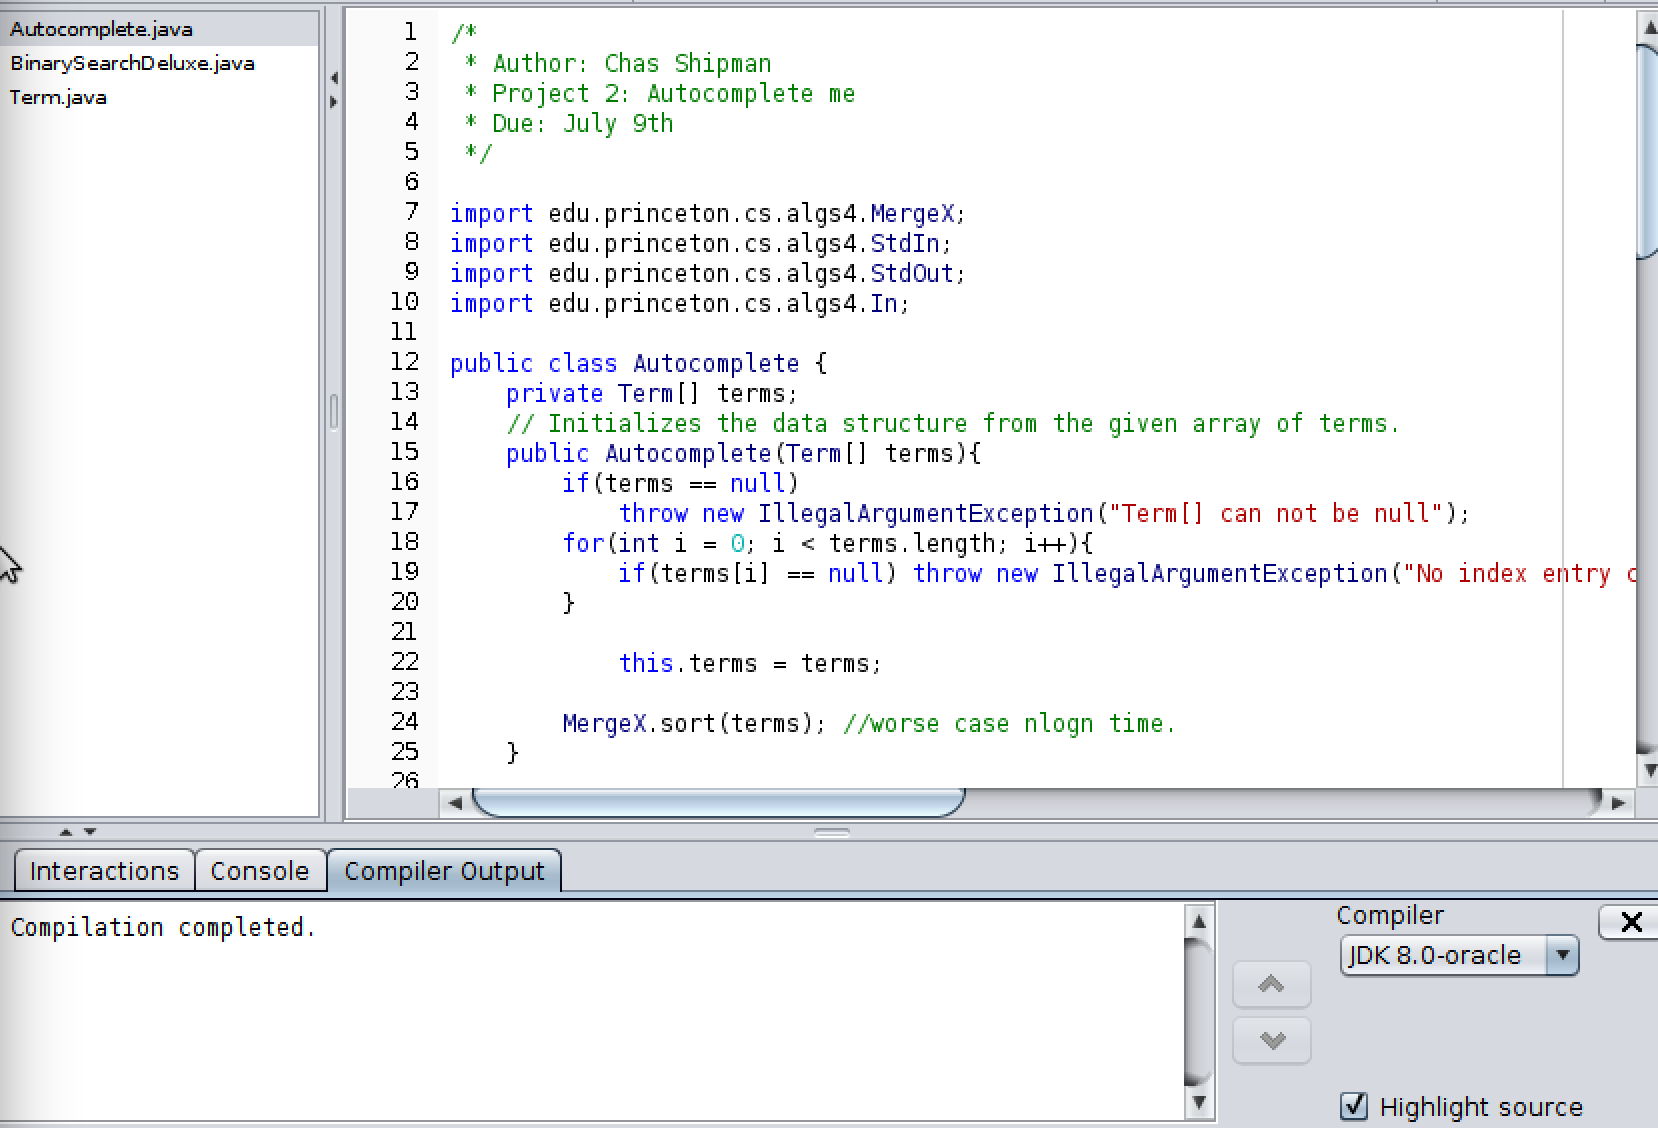 Autocomplete.java
BinarySearchDeluxe.java
Term.java
1 /*
2  * Author: Chas Shipman
3  * Project 2: Autocomplete me
4  * Due: July 9th
5  */
6
7 import edu.princeton.cs.algs4.MergeX;
8 import edu.princeton.cs.algs4.StdIn;
9 import edu.princeton.cs.algs4.StdOut;
10 import edu.princeton.cs.algs4.In;
11
12 public class Autocomplete {
13     private Term[] terms;
14     // Initializes the data structure from the given array of terms.
15     public Autocomplete(Term[] terms){
16         if(terms == null)
17             throw new IllegalArgumentException("Term[] can not be null");
18         for(int i = 0; i < terms.length; i++){
19             if(terms[i] == null) throw new IllegalArgumentException("No index entry
20         }
21
22             this.terms = terms;
23
24         MergeX.sort(terms); //worse case nlogn time.
25     }
26
Interactions
Console
Compiler Output
Compilation completed.
Compiler
JDK 8.0-oracle
Highlight source